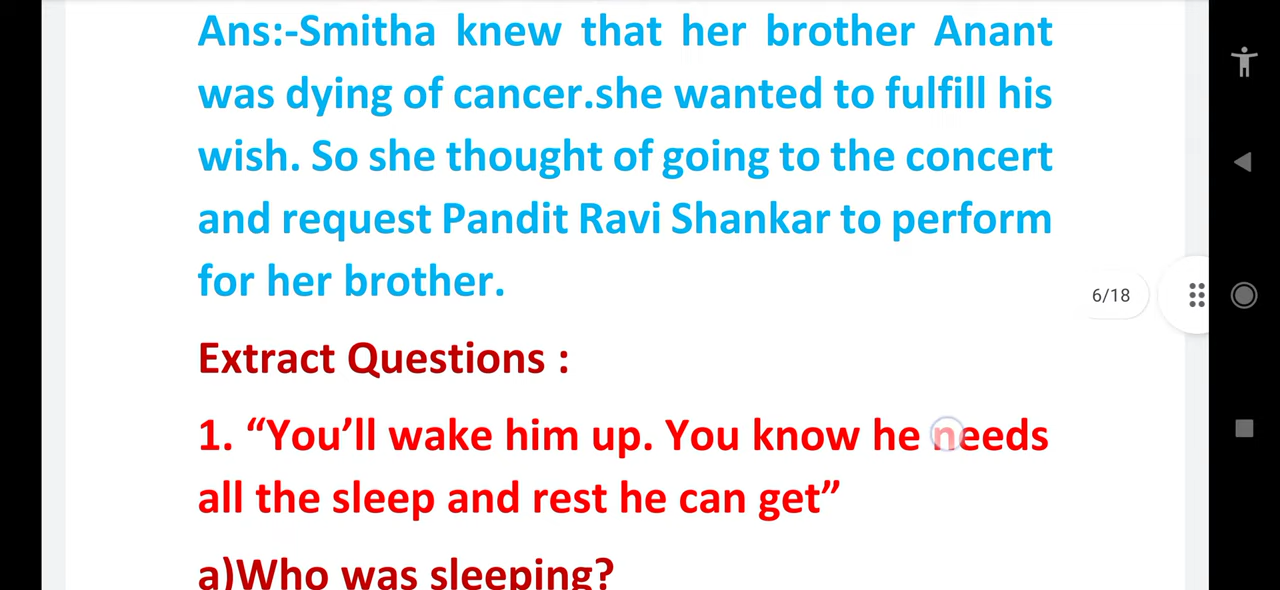 Ans:-Smitha knew that her brother Anant
was dying of cancer.she wanted to fulfill his
wish. So she thought of going to the concert
and request Pandit Ravi Shankar to perform
for her brother.
6/18
Extract Questions :
1. “You’ll wake him up. You know he needs
all the sleep and rest he can get”
a)Who was sleeping?